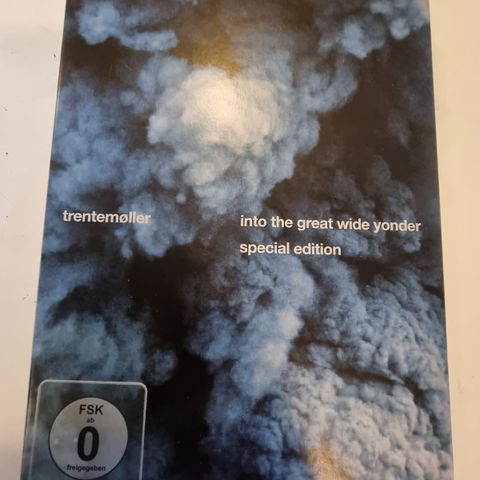 trentemøller
into the great wide yonder
special edition
FSK
ab
0
freigegeben